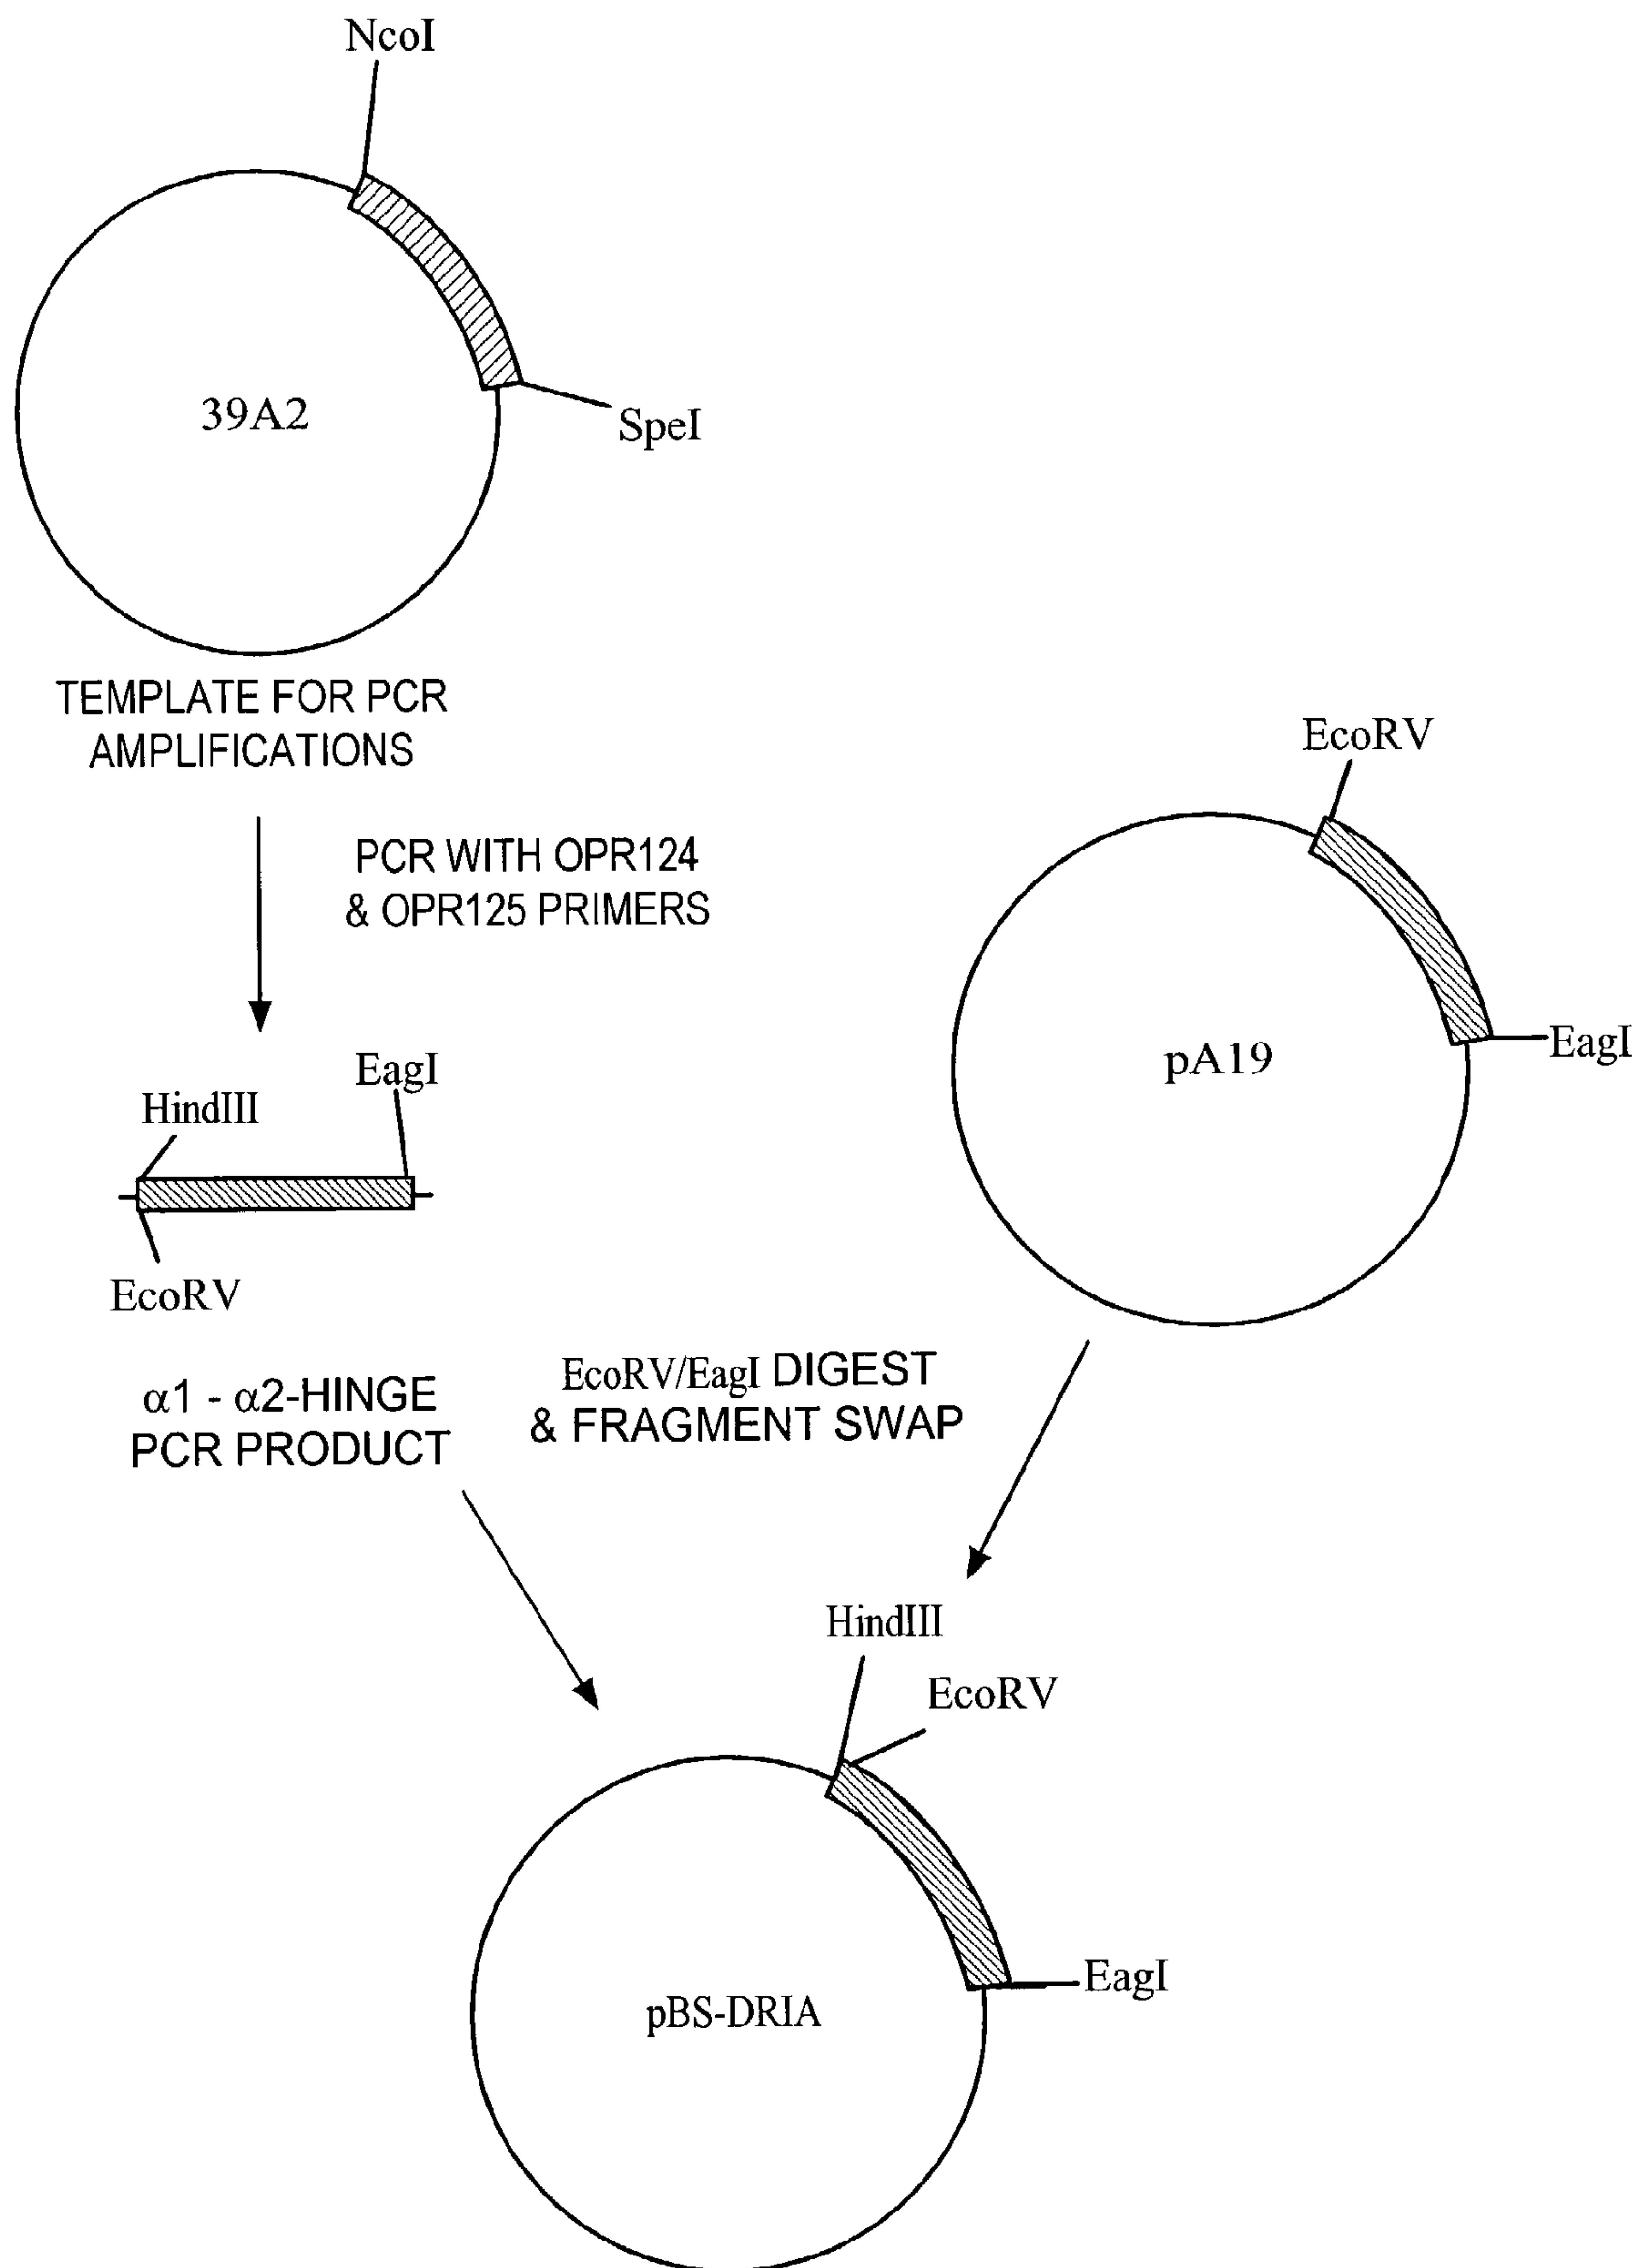 NcoI
39A2
SpeI
TEMPLATE FOR PCR
AMPLIFICATIONS
PCR WITH OPR124
& OPR125 PRIMERS
EcoRV
pA19
EagI
EagI
HindIII
EcoRV
α1 - α2-HINGE
PCR PRODUCT
EcoRV/EagI DIGEST
& FRAGMENT SWAP
HindIII
EcoRV
EagI
pBS-DRIA